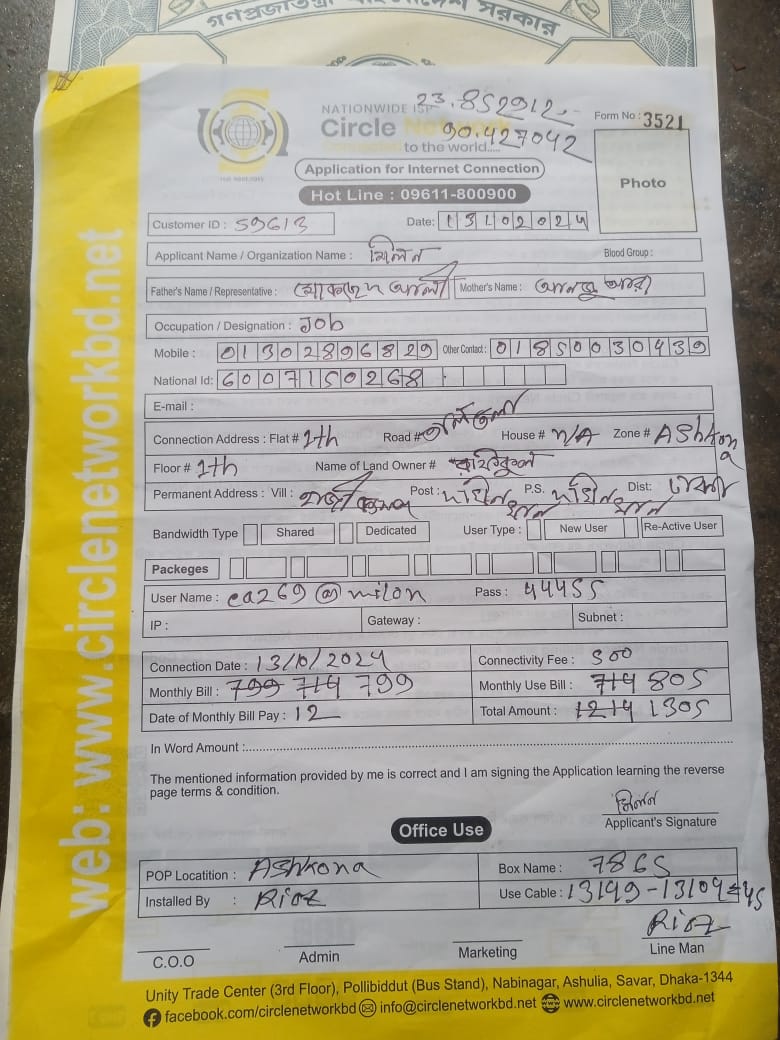 গণপ্রজাতন্ত্রী বাংলাদেশ সরকার
23.852912
NATIONWIDE ISP
Form No : 3521
Circle Network
90.427042
to the world.....
Application for Internet Connection
Photo
Hot Line : 09611-800900
Customer ID : 59613 Date: 13102024
Applicant Name / Organization Name : মিলন Blood Group :
Father's Name / Representative : আলী Mother's Name :
Occupation / Designation : Job
Mobile : 01302896829 Other Contact : 01850030439
National Id: 6007150268
E-mail :
Connection Address : Flat # 1th Road # House # N/A Zone # AShkona
Floor # 1th Name of Land Owner #
Permanent Address : Vill : Post : P.S. Dist: ঢাকা
Bandwidth Type Shared Dedicated User Type : New User Re-Active User
Packeges
User Name : ca269@milon Pass : 44455
IP : Gateway : Subnet :
Connection Date : 13/10/2024 Connectivity Fee : 500
Monthly Bill : 799 714 799 Monthly Use Bill : 714 805
Date of Monthly Bill Pay : 12 Total Amount : 1214 1305
In Word Amount :
The mentioned information provided by me is correct and I am signing the Application learning the reverse
page terms & condition.
মিলন
Applicant's Signature
Office Use
POP Locatition : AShkona Box Name : 7865
Installed By : Riaz Use Cable : 13149-13104=45
Riaz
C.O.O Admin Marketing Line Man
Unity Trade Center (3rd Floor), Pollibiddut (Bus Stand), Nabinagar, Ashulia, Savar, Dhaka-1344
facebook.com/circlenetworkbd info@circlenetworkbd.net www.circlenetworkbd.net
web: www.circlenetworkbd.net